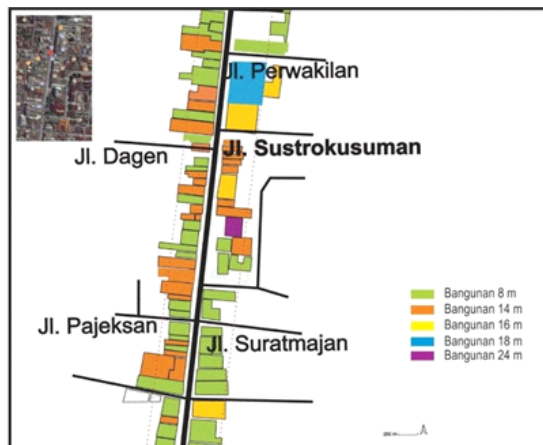 Jl. Perwakilan
Jl. Sustrokusuman
Jl. Dagen
Jl. Pajeksan
Jl. Suratmajan
Bangunan 8 m
Bangunan 14 m
Bangunan 16 m
Bangunan 18 m
Bangunan 24 m